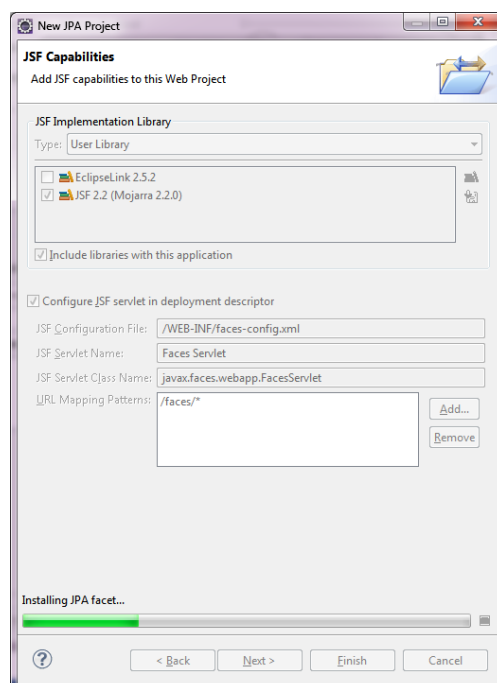 New JPA Project
JSF Capabilities
Add JSF capabilities to this Web Project
JSF Implementation Library
Type: User Library
EclipseLink 2.5.2
JSF 2.2 (Mojarra 2.2.0)
Include libraries with this application
Configure JSF servlet in deployment descriptor
JSF Configuration File: /WEB-INF/faces-config.xml
JSF Servlet Name: Faces Servlet
JSF Servlet Class Name: javax.faces.webapp.FacesServlet
URL Mapping Patterns: /faces/*
Add...
Remove
Installing JPA facet...
? < Back Next > Finish Cancel